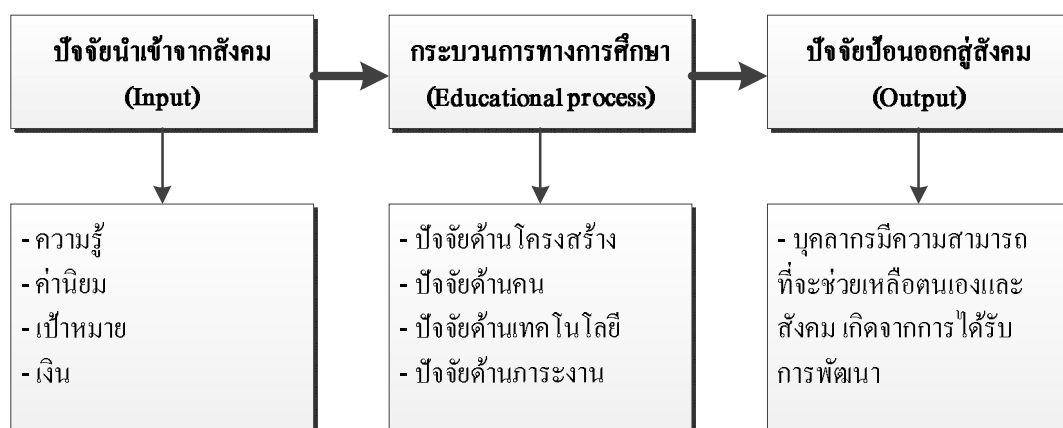 ปัจจัยนำเข้าจากสังคม
(Input)
กระบวนการทางการศึกษา
(Educational process)
ปัจจัยป้อนออกสู่สังคม
(Output)
- ความรู้
- ค่านิยม
- เป้าหมาย
- เงิน
- ปัจจัยด้านโครงสร้าง
- ปัจจัยด้านคน
- ปัจจัยด้านเทคโนโลยี
- ปัจจัยด้านภาระงาน
- บุคลากรมีความสามารถ
ที่จะช่วยเหลือตนเองและ
สังคม เกิดจากการได้รับ
การพัฒนา